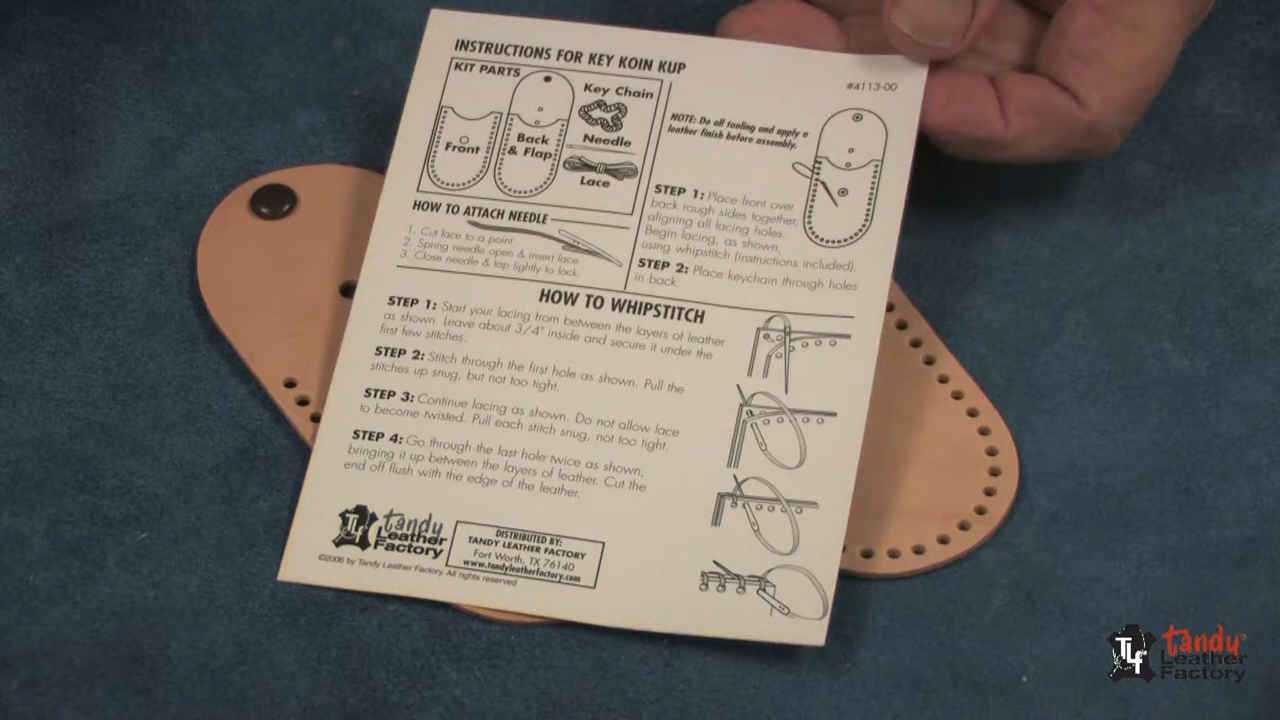 INSTRUCTIONS FOR KEY KOIN KUP
#4113-00
KIT PARTS
Front
Back
& Flap
Key Chain
Needle
Lace
HOW TO ATTACH NEEDLE
1. Cut lace to a point.
2. Spring needle open & insert lace.
3. Close needle & tap lightly to lock.
NOTE: Do all tooling and apply a
leather finish before assembly.
STEP 1: Place front over
back rough sides together,
aligning all lacing holes.
Begin lacing, as shown,
using whipstitch (instructions included).
STEP 2: Place keychain through holes
in back.
HOW TO WHIPSTITCH
STEP 1: Start your lacing from between the layers of leather
as shown. Leave about 3/4" inside and secure it under the
first few stitches.
STEP 2: Stitch through the first hole as shown. Pull the
stitches up snug, but not too tight.
STEP 3: Continue lacing as shown. Do not allow lace
to become twisted. Pull each stitch snug, not too tight.
STEP 4: Go through the last hole twice as shown,
bringing it up between the layers of leather. Cut the
end off flush with the edge of the leather.
TLF tandy
Leather
Factory
DISTRIBUTED BY:
TANDY LEATHER FACTORY
Fort Worth, TX 76140
www.tandyleatherfactory.com
©2006 by Tandy Leather Factory. All rights reserved
TLF tandy®
Leather
Factory